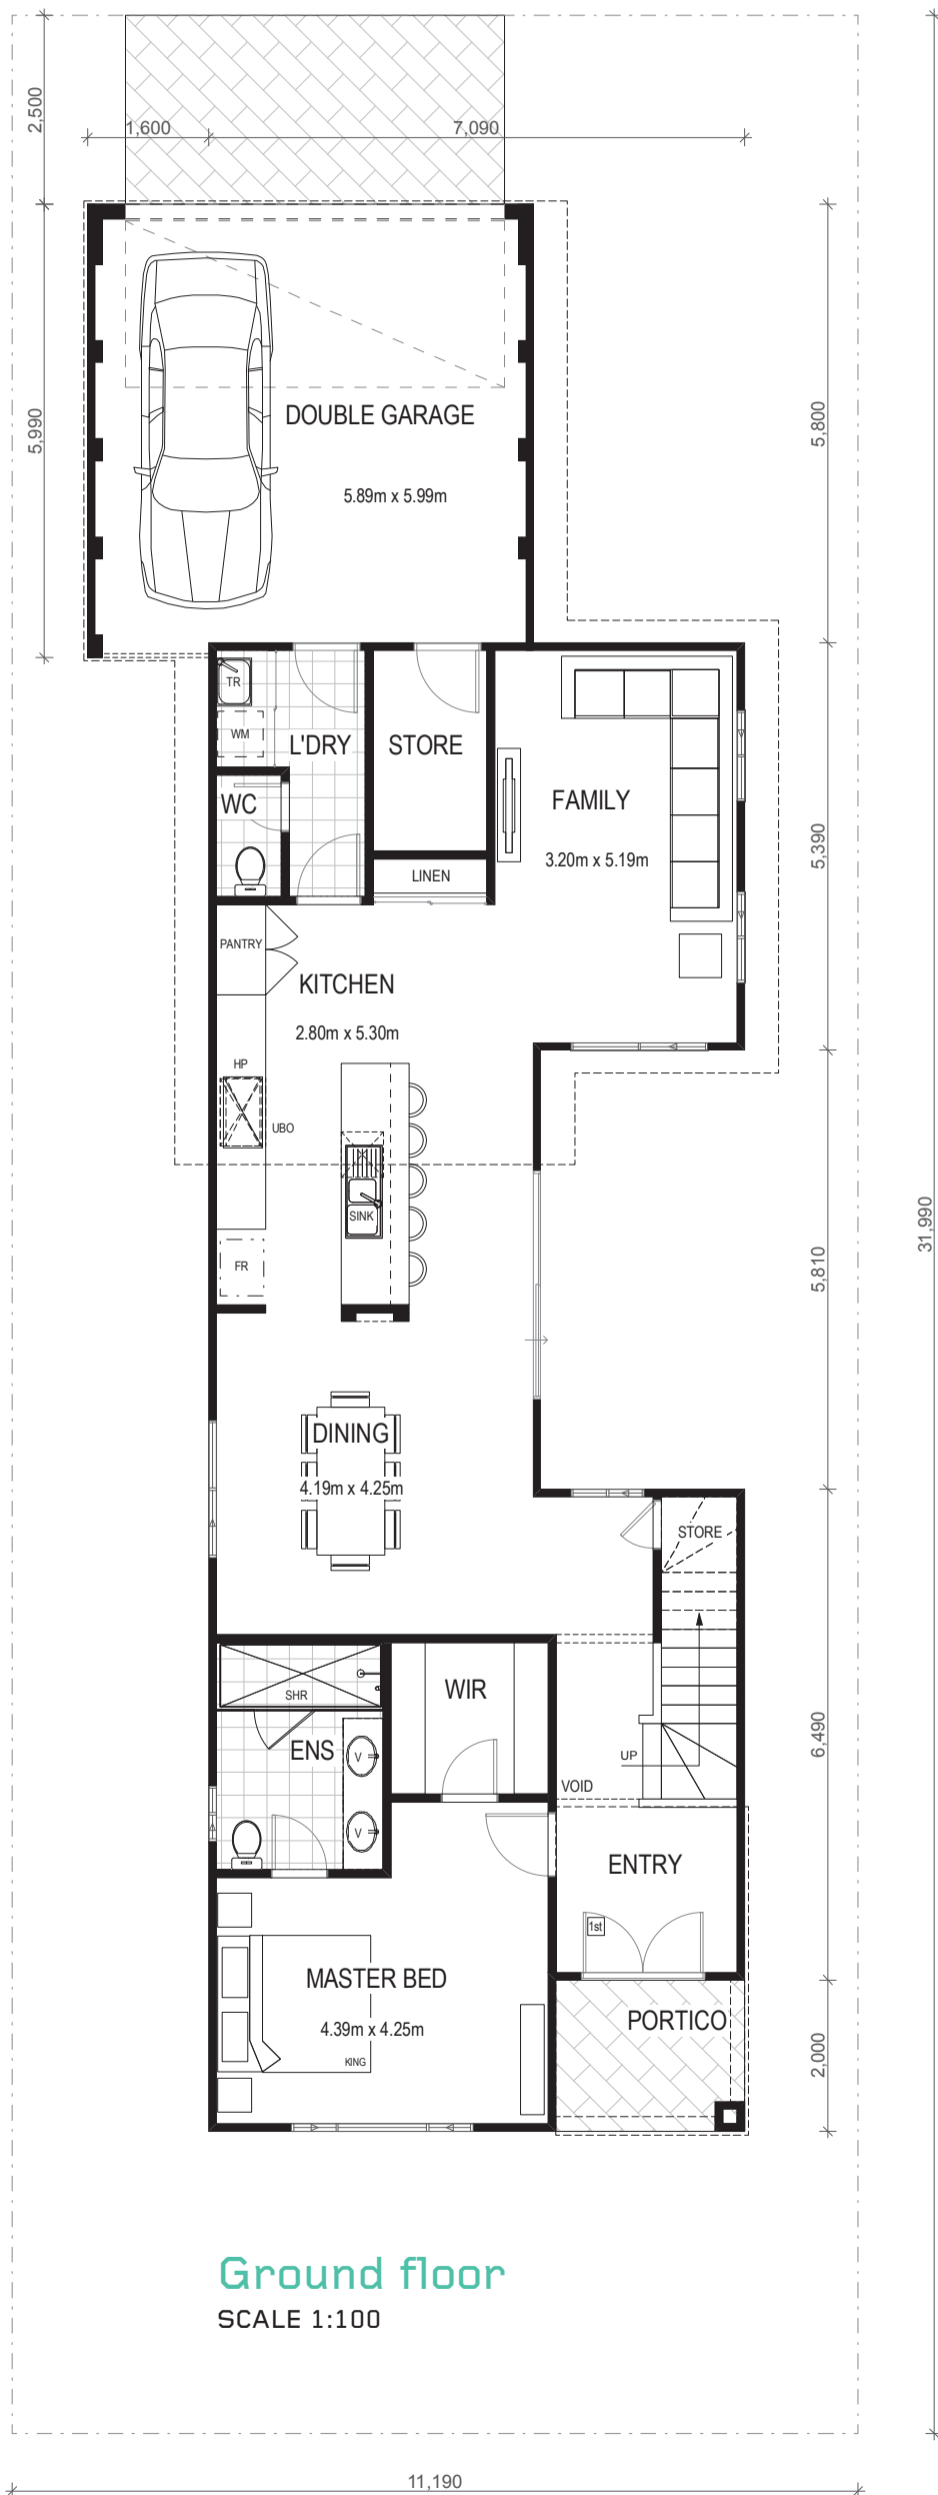 2,500
1,600
7,090
5,990
DOUBLE GARAGE
5.89m x 5.99m
5,800
TR
WM
L'DRY
STORE
WC
FAMILY
3.20m x 5.19m
5,390
LINEN
PANTRY
KITCHEN
2.80m x 5.30m
HP
UBO
SINK
FR
31,990
5,810
DINING
4.19m x 4.25m
STORE
SHR
WIR
ENS
V
V
UP
VOID
6,490
ENTRY
1st
MASTER BED
4.39m x 4.25m
KING
PORTICO
2,000
Ground floor
SCALE 1:100
11,190